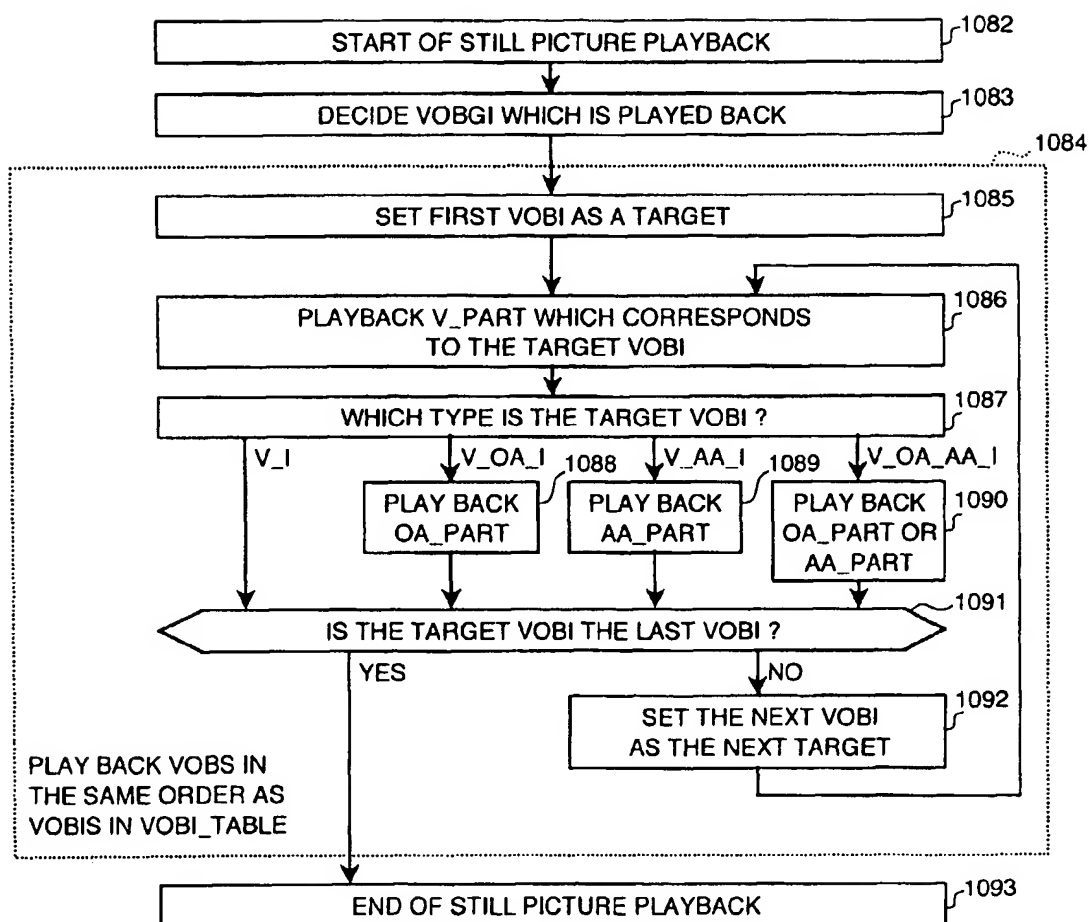 START OF STILL PICTURE PLAYBACK
1082
DECIDE VOBGI WHICH IS PLAYED BACK
1083
1084
SET FIRST VOBI AS A TARGET
1085
PLAYBACK V_PART WHICH CORRESPONDS
TO THE TARGET VOBI
1086
WHICH TYPE IS THE TARGET VOBI ?
1087
V_I
V_OA_I
1088
V_AA_I
1089
V_OA_AA_I
PLAY BACK
OA_PART
PLAY BACK
AA_PART
PLAY BACK
OA_PART OR
AA_PART
1090
IS THE TARGET VOBI THE LAST VOBI ?
1091
YES
NO
SET THE NEXT VOBI
AS THE NEXT TARGET
1092
PLAY BACK VOBS IN
THE SAME ORDER AS
VOBIS IN VOBI_TABLE
END OF STILL PICTURE PLAYBACK
1093